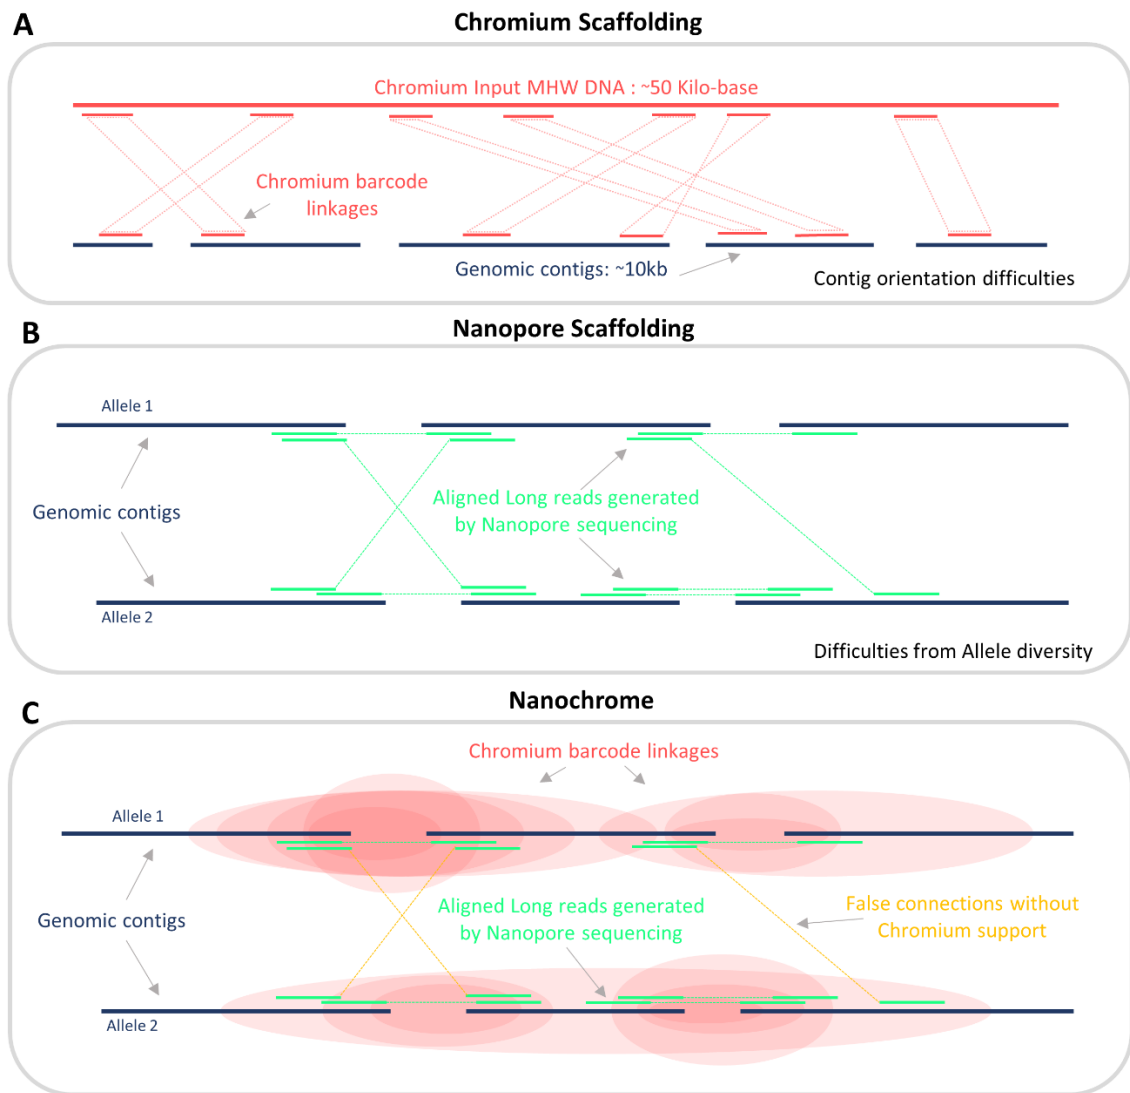 A
Chromium Scaffolding
Chromium Input MHW DNA : ~50 Kilo-base
Chromium barcode
linkages
Genomic contigs: ~10kb
Contig orientation difficulties
B
Nanopore Scaffolding
Allele 1
Genomic contigs
Aligned Long reads generated
by Nanopore sequencing
Allele 2
Difficulties from Allele diversity
C
Nanochrome
Chromium barcode linkages
Allele 1
Genomic contigs
Aligned Long reads generated
by Nanopore sequencing
False connections without
Chromium support
Allele 2